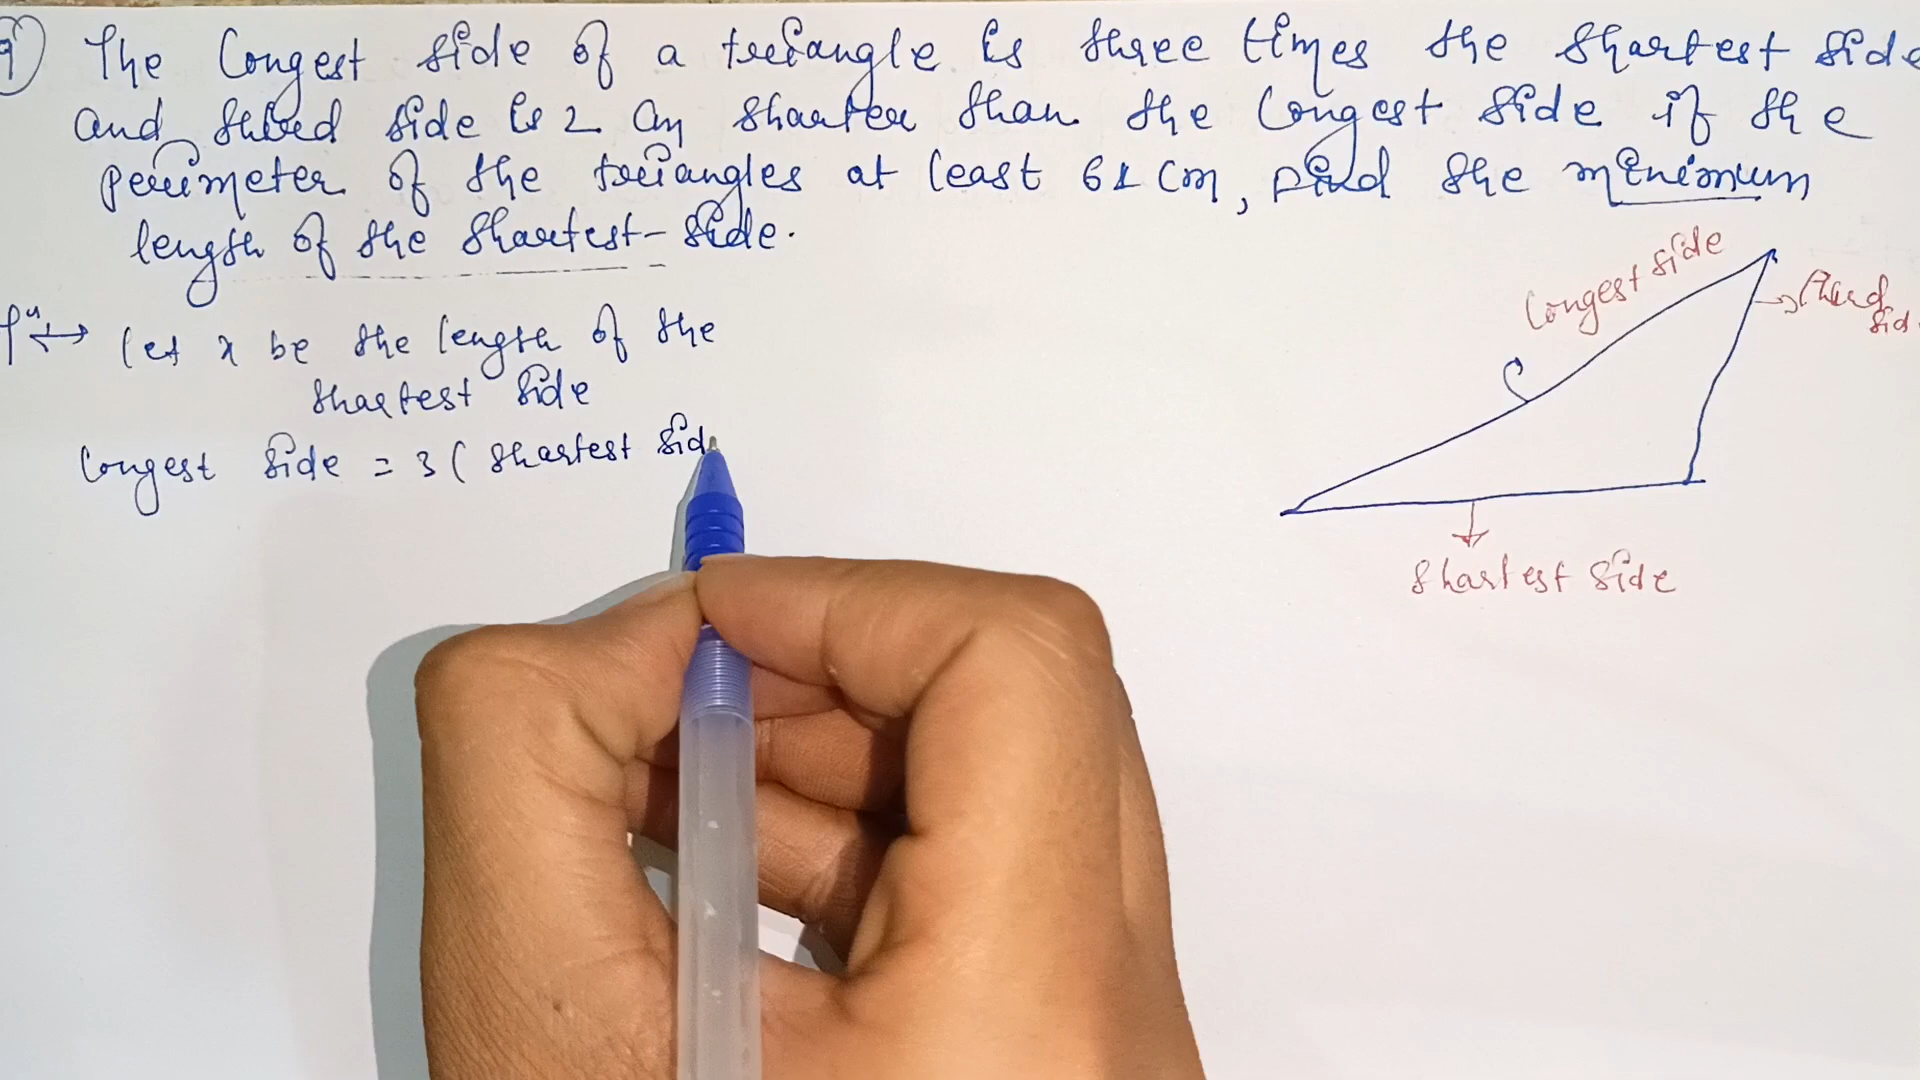 9) The longest side of a triangle is three times the shortest side
and third side is 2 cm shorter than the longest side if the
perimeter of the triangles at least 61 cm, find the minimum
length of the shortest-side.
let x be the length of the
shortest side
longest side = 3 ( shortest sid
longest side
Third
sid
shortest side